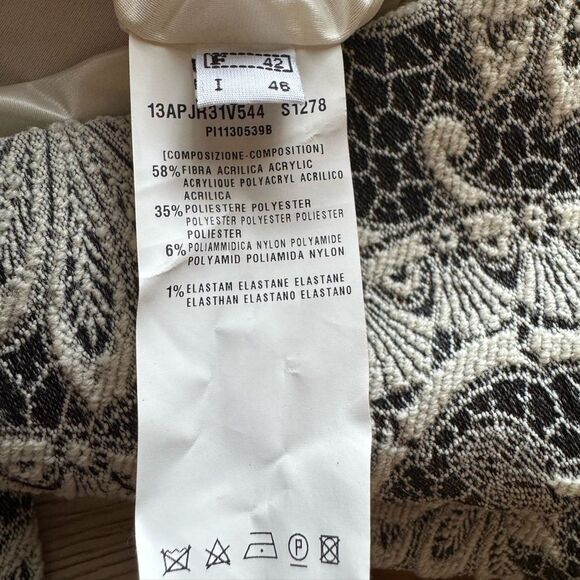 F 42
I 46
13APJR31V544 S1278
PI1130539B
[COMPOSIZIONE-COMPOSITION]
58% FIBRA ACRILICA ACRYLIC
ACRYLIQUE POLYACRYL ACRILICO
ACRILICA
35% POLIESTERE POLYESTER
POLYESTER POLYESTER POLIESTER
POLIESTER
6% POLIAMMIDICA NYLON POLYAMIDE
POLYAMID POLIAMIDA NYLON
1% ELASTAM ELASTANE ELASTANE
ELASTHAN ELASTANO ELASTANO
P